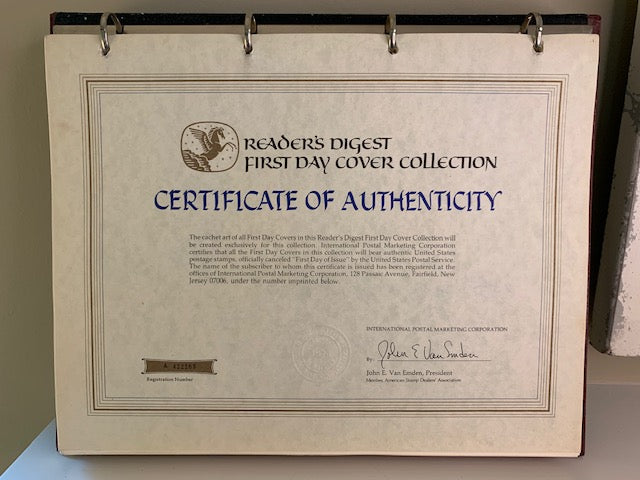 READER'S DIGEST
FIRST DAY COVER COLLECTION
CERTIFICATE OF AUTHENTICITY
The cachet art of all First Day Covers in this Reader's Digest First Day Cover Collection will
be created exclusively for this collection. International Postal Marketing Corporation
certifies that all the First Day Covers in this collection will bear authentic United States
postage stamps, officially canceled "First Day of Issue" by the United States Postal Service.
The name of the subscriber to whom this certificate is issued has been registered at the
offices of International Postal Marketing Corporation, 128 Passaic Avenue, Fairfield, New
Jersey 07006, under the number imprinted below.
INTERNATIONAL POSTAL MARKETING CORPORATION
By: John E Van Emden
John E. Van Emden, President
Member, American Stamp Dealers' Association
A
Registration Number